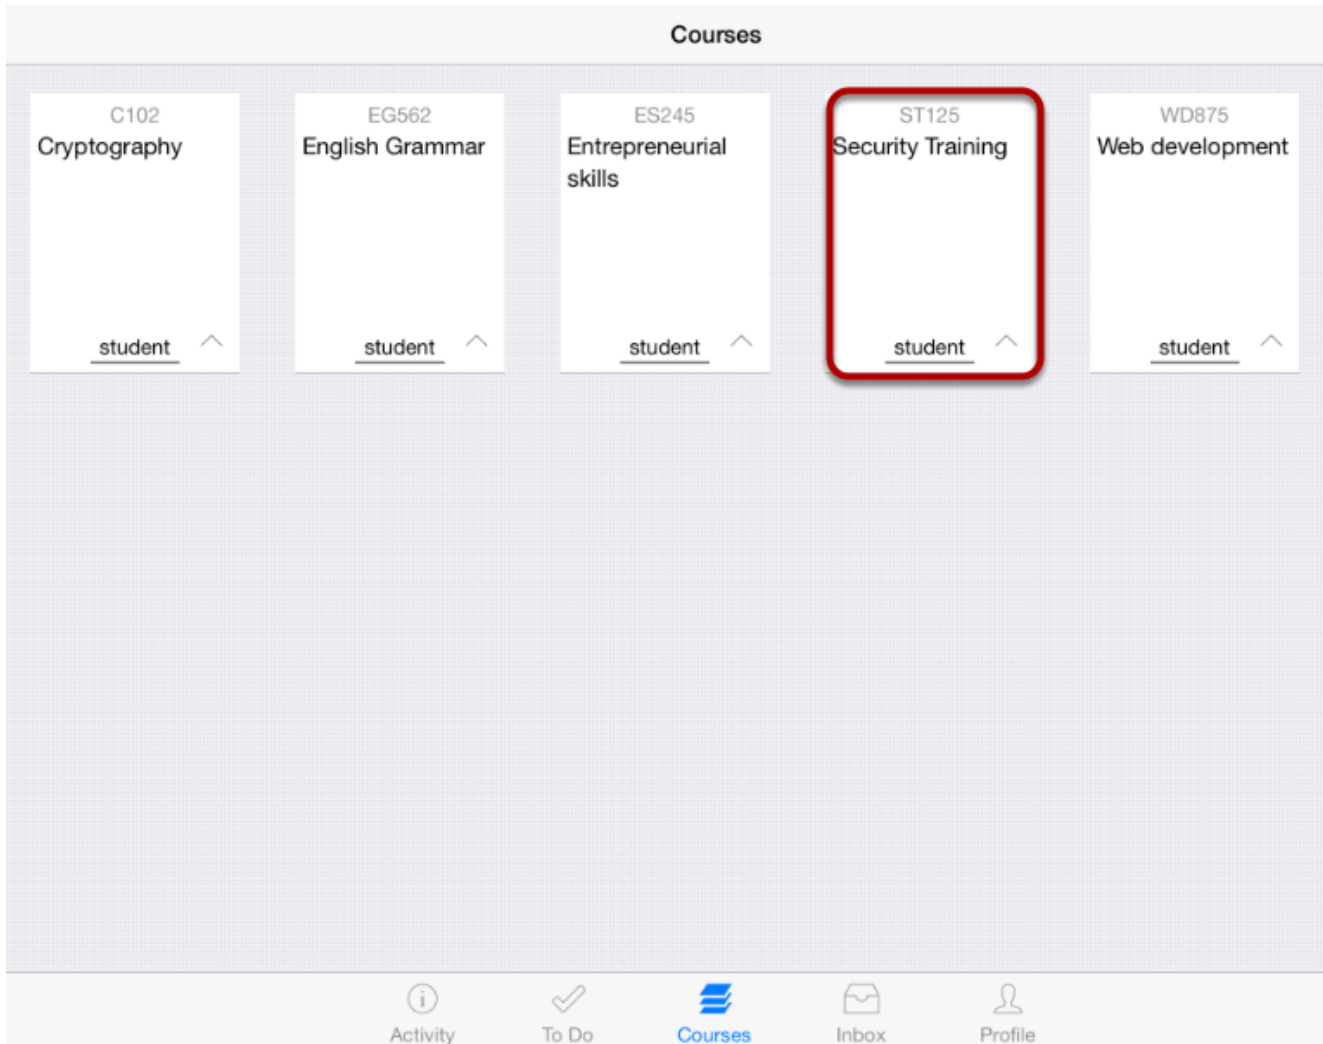 Courses
C102
Cryptography
student
EG562
English Grammar
student
ES245
Entrepreneurial
skills
student
ST125
Security Training
student
WD875
Web development
student
Activity
To Do
Courses
Inbox
Profile